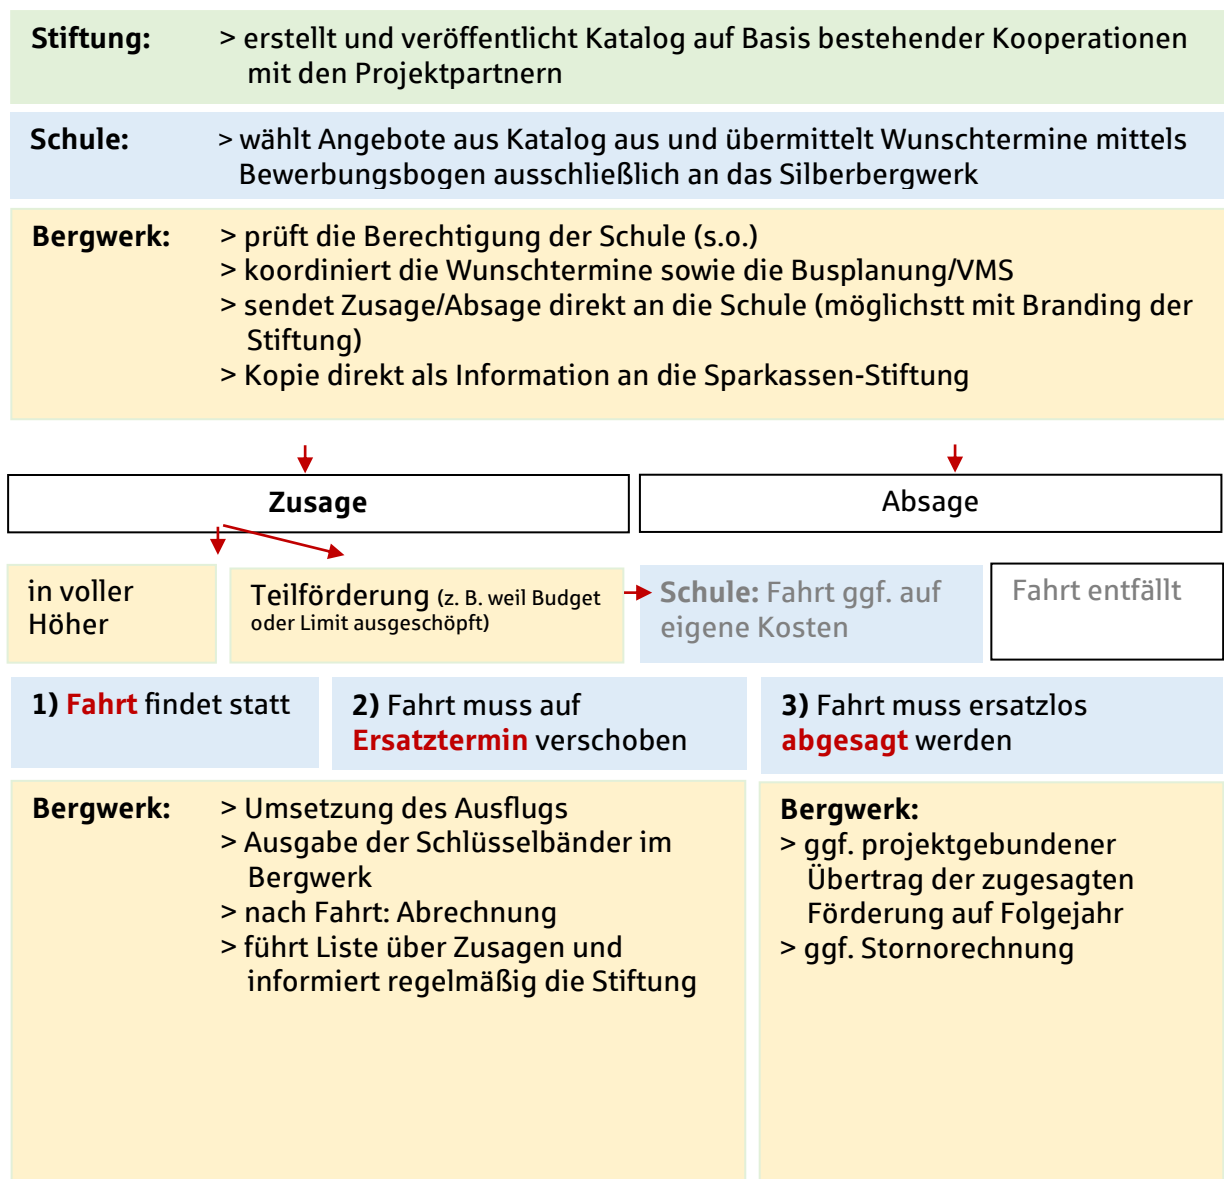 Stiftung: > erstellt und veröffentlicht Katalog auf Basis bestehender Kooperationen
mit den Projektpartnern
Schule: > wählt Angebote aus Katalog aus und übermittelt Wunschtermine mittels
Bewerbungsbogen ausschließlich an das Silberbergwerk
Bergwerk: > prüft die Berechtigung der Schule (s.o.)
> koordiniert die Wunschtermine sowie die Busplanung/VMS
> sendet Zusage/Absage direkt an die Schule (möglichstt mit Branding der
Stiftung)
> Kopie direkt als Information an die Sparkassen-Stiftung
Zusage
Absage
in voller
Höher
Teilförderung (z. B. weil Budget
oder Limit ausgeschöpft)
Schule: Fahrt ggf. auf
eigene Kosten
Fahrt entfällt
1) Fahrt findet statt
2) Fahrt muss auf
Ersatztermin verschoben
3) Fahrt muss ersatzlos
abgesagt werden
Bergwerk: > Umsetzung des Ausflugs
> Ausgabe der Schlüsselbänder im
Bergwerk
> nach Fahrt: Abrechnung
> führt Liste über Zusagen und
informiert regelmäßig die Stiftung
Bergwerk:
> ggf. projektgebundener
Übertrag der zugesagten
Förderung auf Folgejahr
> ggf. Stornorechnung